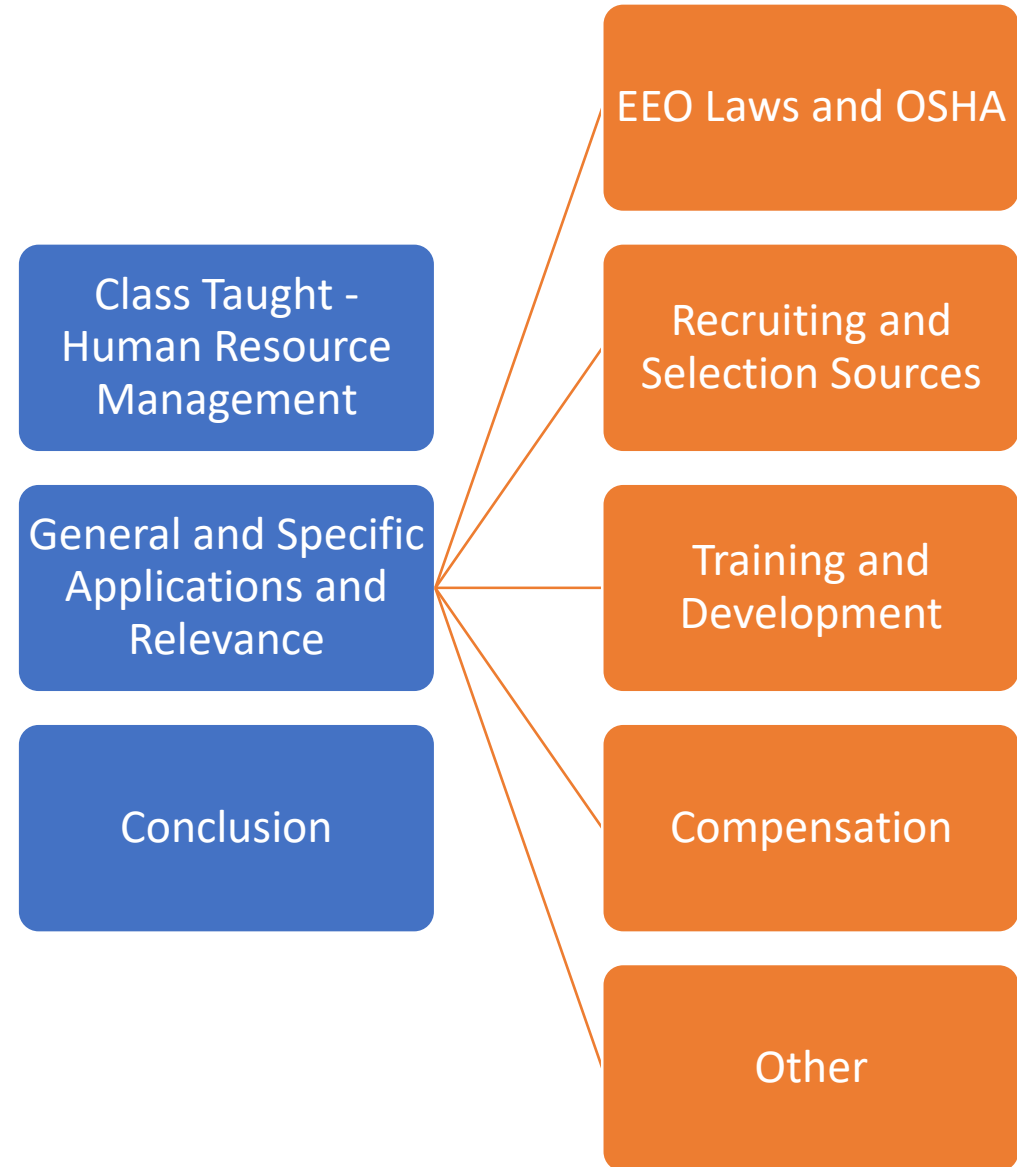 Class Taught -
Human Resource
Management
General and Specific
Applications and
Relevance
Conclusion
EEO Laws and OSHA
Recruiting and
Selection Sources
Training and
Development
Compensation
Other